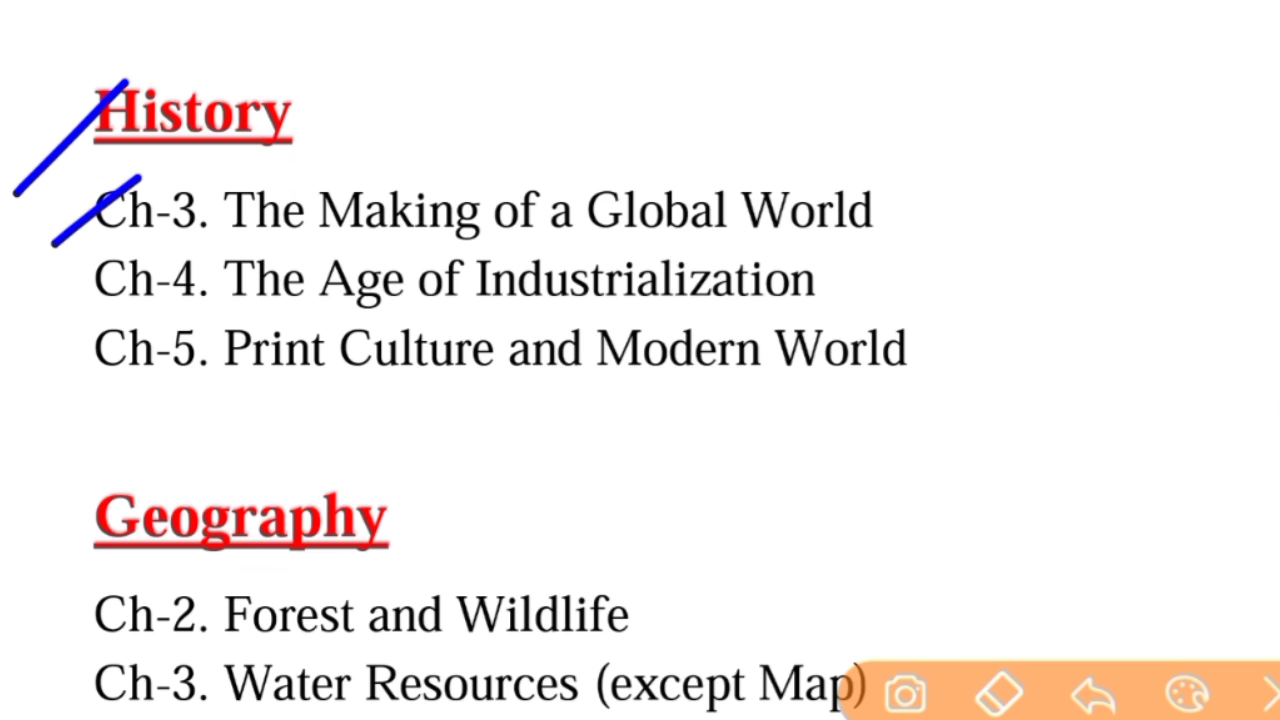 History
Ch-3. The Making of a Global World
Ch-4. The Age of Industrialization
Ch-5. Print Culture and Modern World
Geography
Ch-2. Forest and Wildlife
Ch-3. Water Resources (except Map)